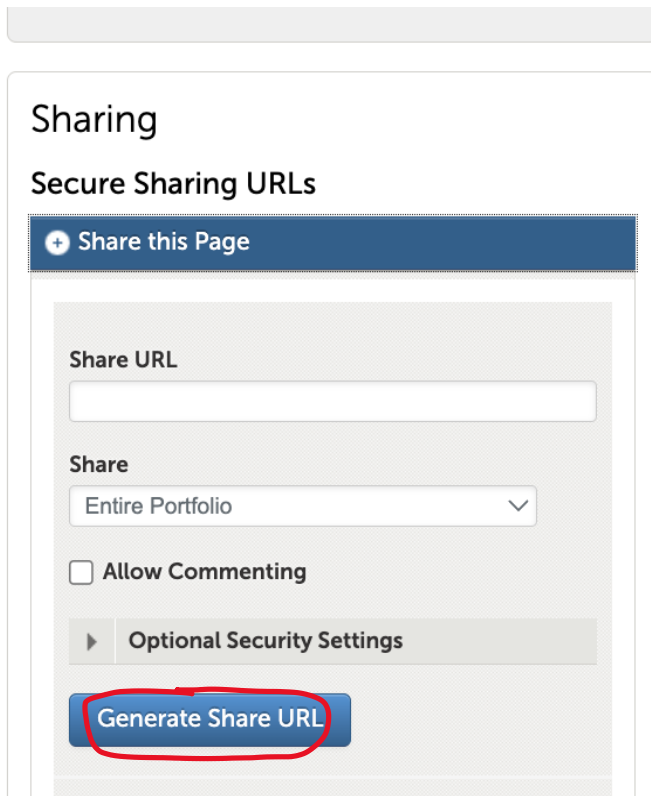 Sharing
Secure Sharing URLs
Share this Page
Share URL
Share
Entire Portfolio
Allow Commenting
Optional Security Settings
Generate Share URL